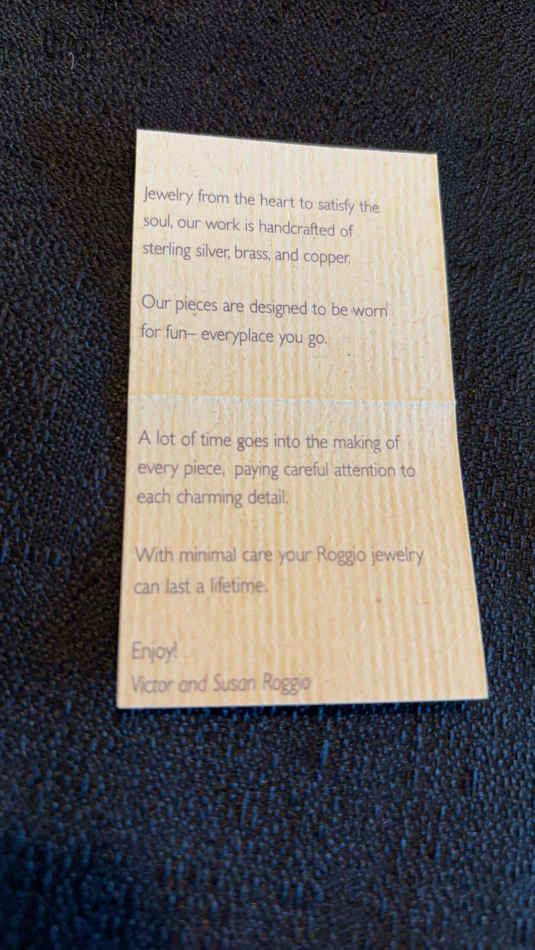 Jewelry from the heart to satisfy the
soul, our work is handcrafted of
sterling silver, brass, and copper.
Our pieces are designed to be worn
for fun– everyplace you go.
A lot of time goes into the making of
every piece, paying careful attention to
each charming detail.
With minimal care your Roggio jewelry
can last a lifetime.
Enjoy!
Victor and Susan Roggio